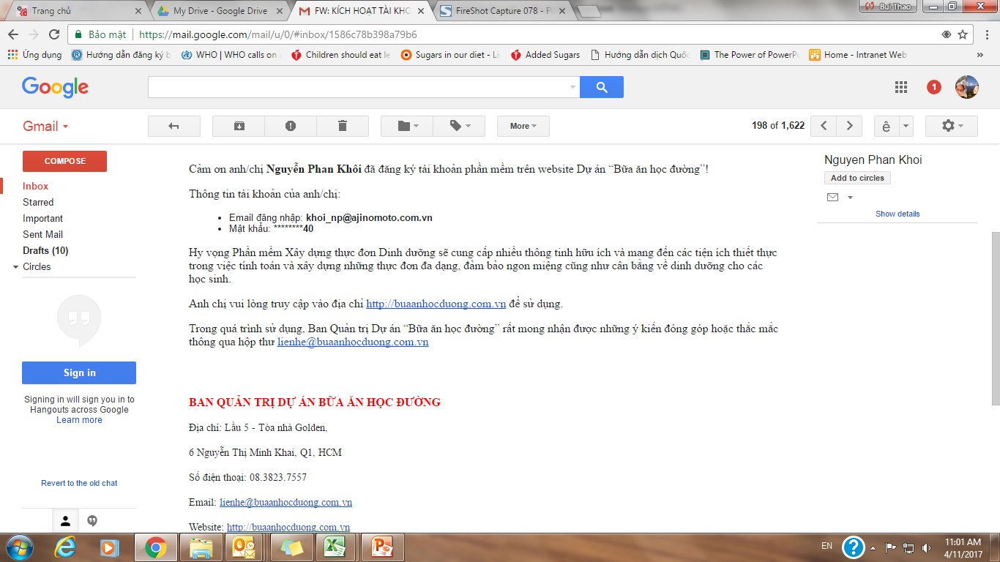 Trang chủ
My Drive - Google Drive
FW: KÍCH HOẠT TÀI KHO
FireShot Capture 078 - F
Bui Thao
Bảo mật
https://mail.google.com/mail/u/0/#inbox/1586c78b398a79b6
Ứng dụng
Hướng dẫn đăng ký b
WHO | WHO calls on
Children should eat le
Sugars in our diet - Li
Added Sugars
Hướng dẫn dịch Quốc
The Power of PowerP
Home - Intranet Web
»
Google
1
Gmail
More
198 of 1,622
ê
COMPOSE
Inbox
Starred
Important
Sent Mail
Drafts (10)
Circles
Sign in
Signing in will sign you in to
Hangouts across Google
Learn more
Revert to the old chat
Cảm ơn anh/chị Nguyễn Phan Khôi đã đăng ký tài khoản phần mềm trên website Dự án “Bữa ăn học đường”!
Thông tin tài khoản của anh/chị:
• Email đăng nhập: khoi_np@ajinomoto.com.vn
• Mật khẩu: ********40
Hy vọng Phần mềm Xây dựng thực đơn Dinh dưỡng sẽ cung cấp nhiều thông tinh hữu ích và mang đến các tiện ích thiết thực
trong việc tính toán và xây dựng những thực đơn đa dạng, đảm bảo ngon miệng cũng như cân bằng về dinh dưỡng cho các
học sinh.
Anh chị vui lòng truy cập vào địa chỉ http://buaanhocduong.com.vn để sử dụng.
Trong quá trình sử dụng, Ban Quản trị Dự án “Bữa ăn học đường” rất mong nhận được những ý kiến đóng góp hoặc thắc mắc
thông qua hộp thư lienhe@buaanhocduong.com.vn
BAN QUẢN TRỊ DỰ ÁN BỮA ĂN HỌC ĐƯỜNG
Địa chỉ: Lầu 5 - Tòa nhà Golden,
6 Nguyễn Thị Minh Khai, Q1, HCM
Số điện thoại: 08.3823.7557
Email: lienhe@buaanhocduong.com.vn
Website: http://buaanhocduong.com.vn
Nguyen Phan Khoi
Add to circles
Show details
EN
11:01 AM
4/11/2017